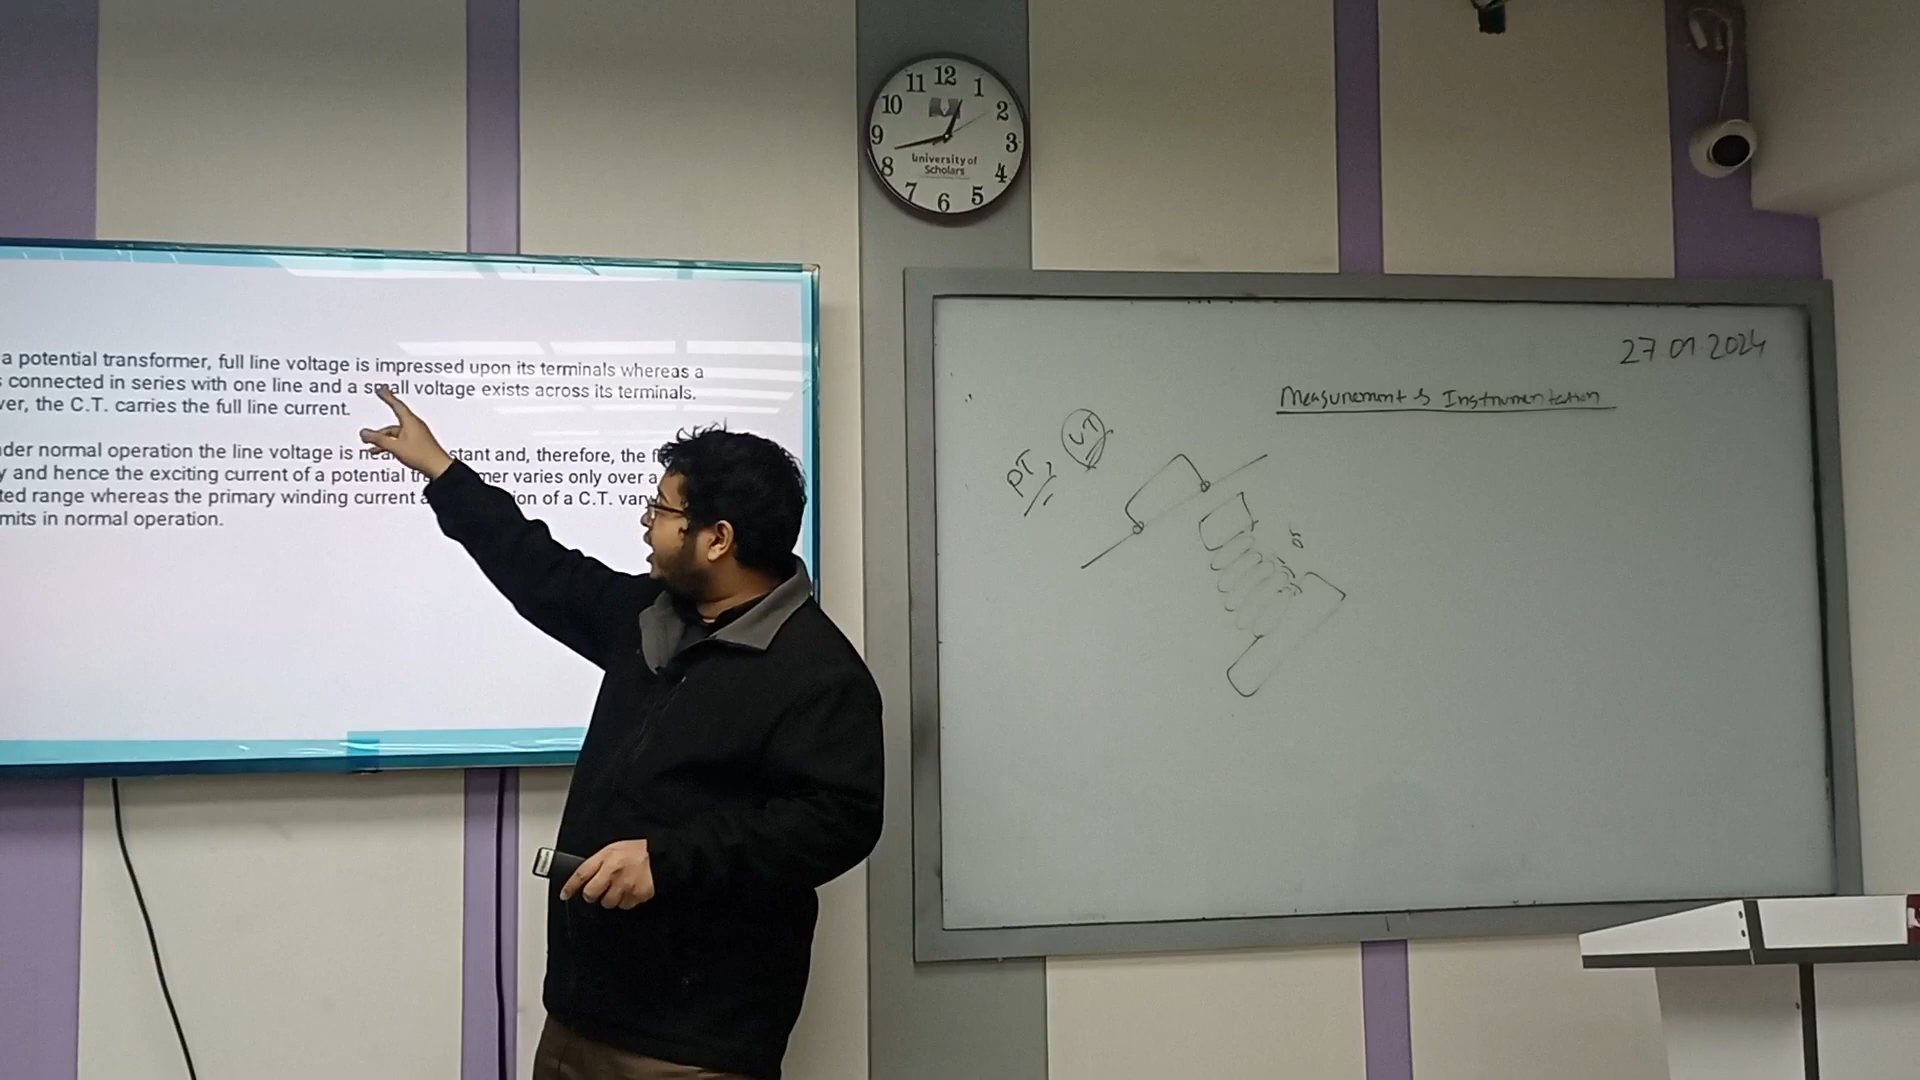 11 12 1
10 2
9 3
8 4
7 6 5
University of
Scholars
a potential transformer, full line voltage is impressed upon its terminals whereas a
connected in series with one line and a small voltage exists across its terminals.
ver, the C.T. carries the full line current.
der normal operation the line voltage is nea stant and, therefore, the f
y and hence the exciting current of a potential tr mer varies only over a
ted range whereas the primary winding current a ion of a C.T. vary
mits in normal operation.
27 01 2024
Measurement & Instrumentation
PT, VT